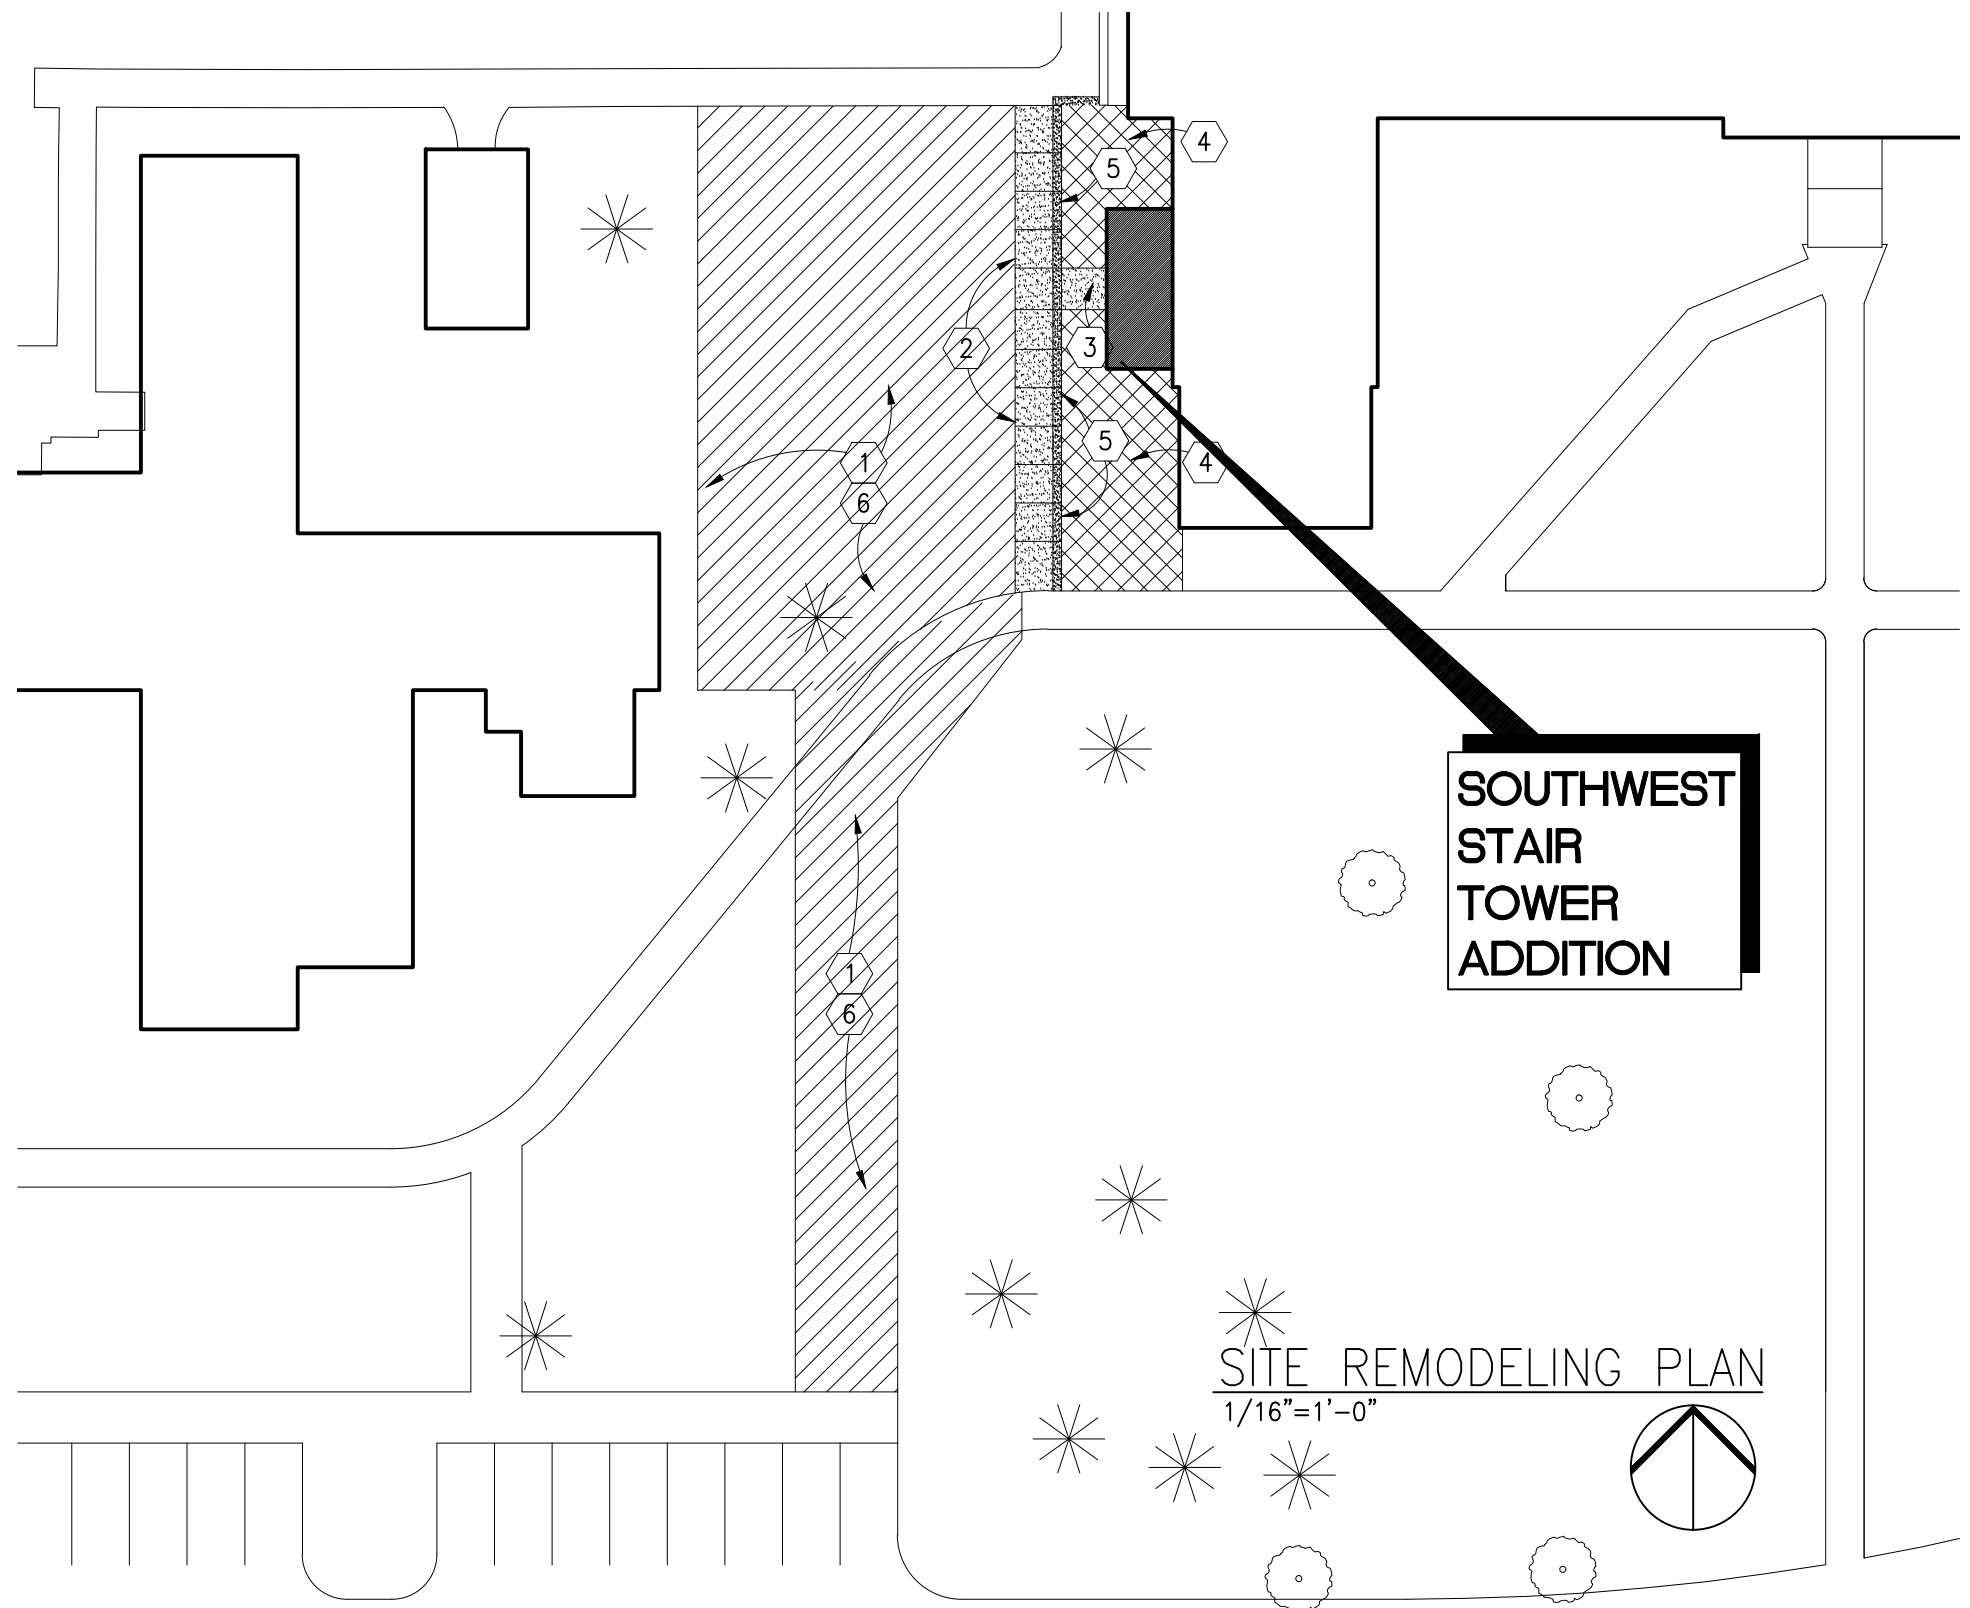 4
5
2
3
5
4
1
6
SOUTHWEST
STAIR
TOWER
ADDITION
1
6
SITE REMODELING PLAN
1/16"=1'-0"